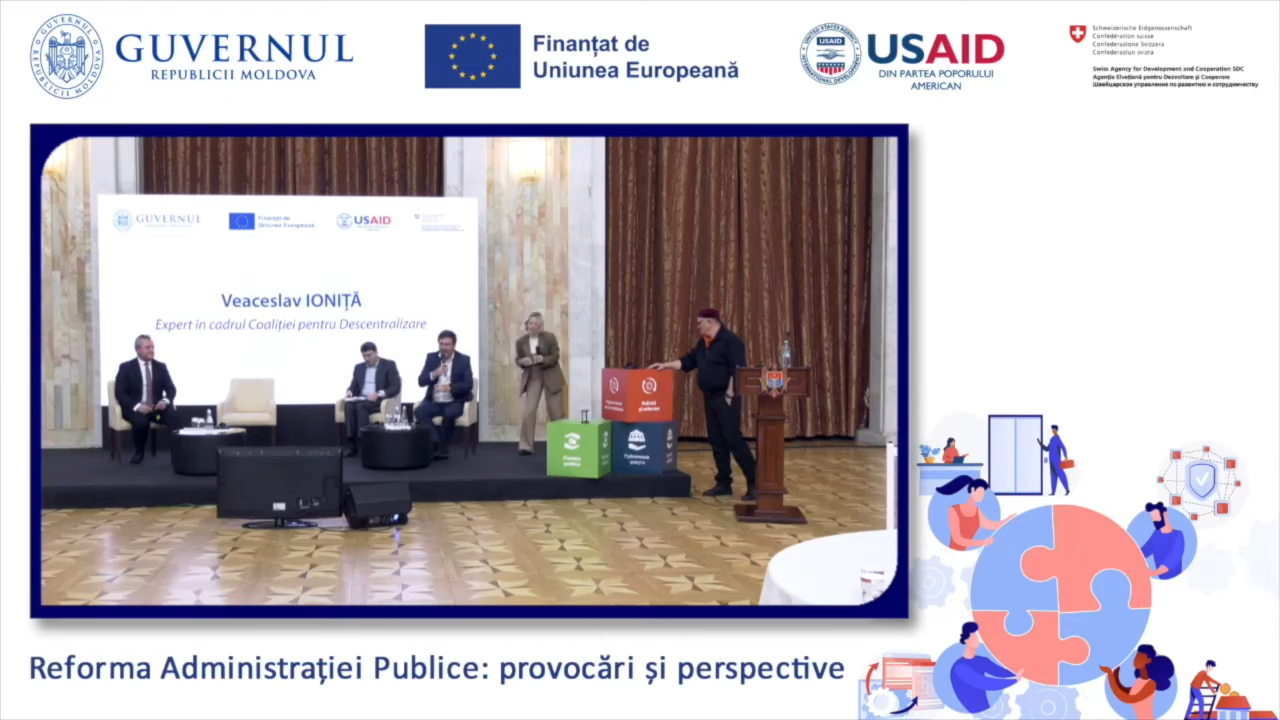 GUVERNUL
REPUBLICII MOLDOVA
Finanțat de
Uniunea Europeană
USAID
DIN PARTEA POPORULUI
AMERICAN
Schweizerische Eidgenossenschaft
Confédération suisse
Confederazione Svizzera
Confederaziun svizra
Swiss Agency for Development and Cooperation SDC
Agenția Elvețiană pentru Dezvoltare și Cooperare
Швейцарское управление по развитию и сотрудничеству
GUVERNUL
Finanțat de
Uniunea Europeană
USAID
Veaceslav IONIȚĂ
Expert în cadrul Coaliției pentru Descentralizare
Finanțe
publice
Публичные
услуги
Reforma Administrației Publice: provocări și perspective